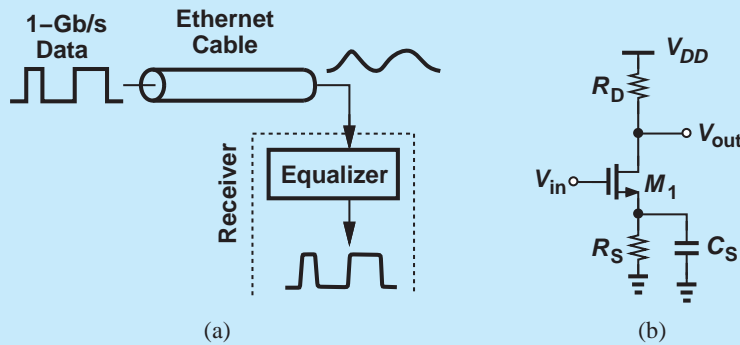 1–Gb/s
Data
Ethernet
Cable
Receiver
Equalizer
(a)
V_DD
R_D
V_out
V_in
M_1
R_S
C_S
(b)